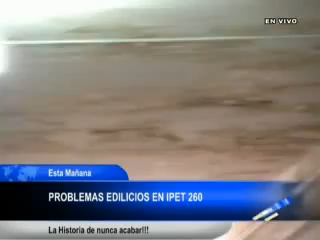 EN VIVO
Esta Mañana
PROBLEMAS EDILICIOS EN IPET 260
La Historia de nunca acabar!!!